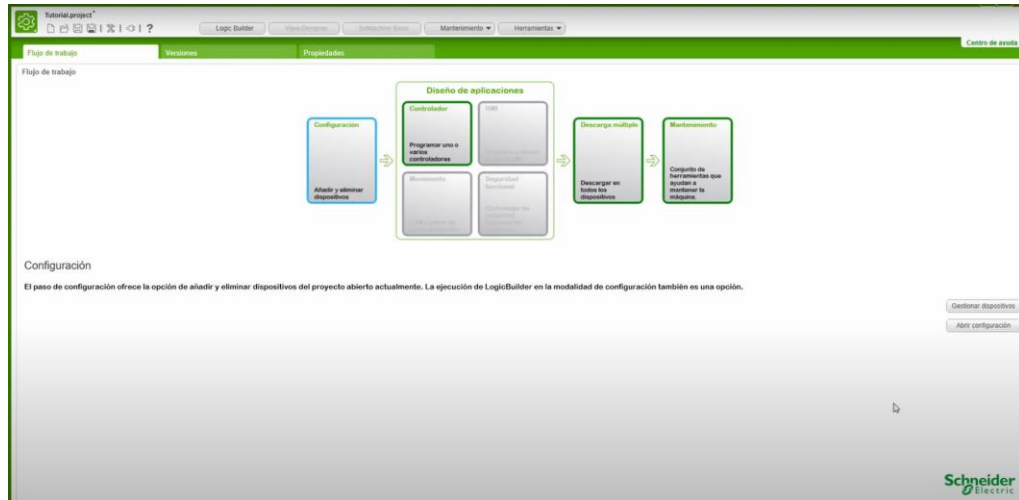 Tutorial.project*
Logic Builder
Vijeo Designer
SoMachine Basic
Mantenimiento
Herramientas
Centro de ayuda
Flujo de trabajo
Versiones
Propiedades
Flujo de trabajo
Diseño de aplicaciones
Configuración
Añadir y eliminar
dispositivos
Controlador
Programar uno o
varios
controladores
HMI
Movimiento
Seguridad
funcional
Descarga múltiple
Descargar en
todos los
dispositivos
Mantenimiento
Conjunto de
herramientas que
ayudan a
mantener la
máquina.
Configuración
El paso de configuración ofrece la opción de añadir y eliminar dispositivos del proyecto abierto actualmente. La ejecución de LogicBuilder en la modalidad de configuración también es una opción.
Gestionar dispositivos
Abrir configuración
Schneider
Electric